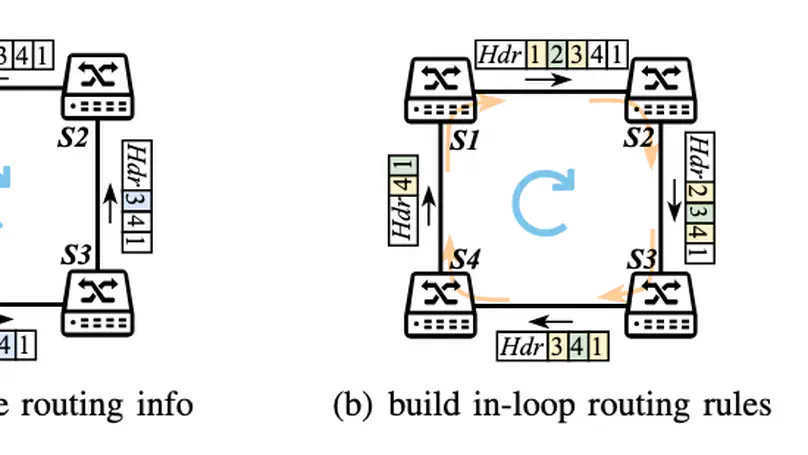 3 4 1
S2
Hdr 3 4 1
S3
4 1
e routing info
Hdr 1 2 3 4 1
S1
S2
Hdr 4 1
Hdr 2 3 4 1
S4
S3
Hdr 3 4 1
(b) build in-loop routing rules